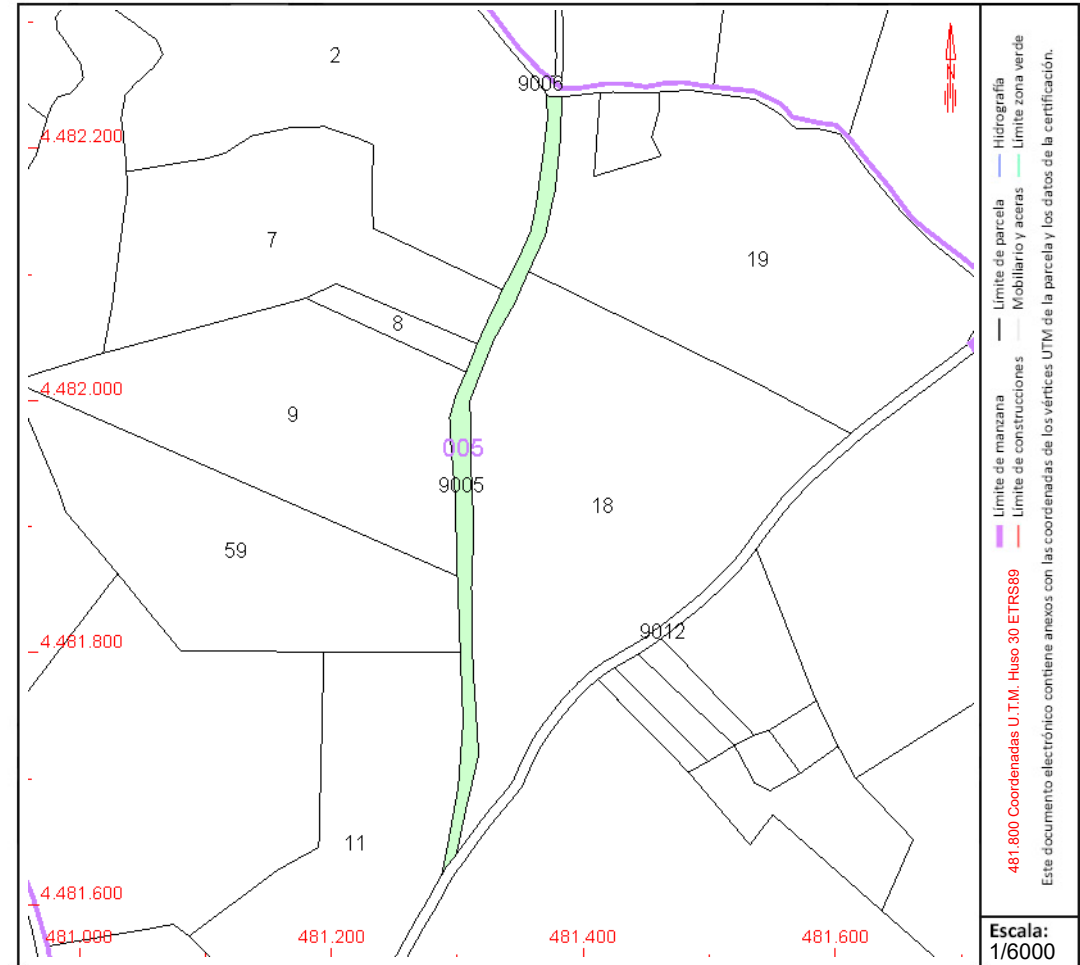 2
9006
4.482.200
7
19
8
4.482.000
9
005
9005
18
59
4.481.800
9012
11
4.481.600
481.000
481.200
481.400
481.600
N
Límite de manzana
Límite de parcela
Hidrografía
Límite de construcciones
Mobiliario y aceras
Límite zona verde
481.800 Coordenadas U.T.M. Huso 30 ETRS89
Este documento electrónico contiene anexos con las coordenadas de los vértices UTM de la parcela y los datos de la certificación.
Escala:
1/6000